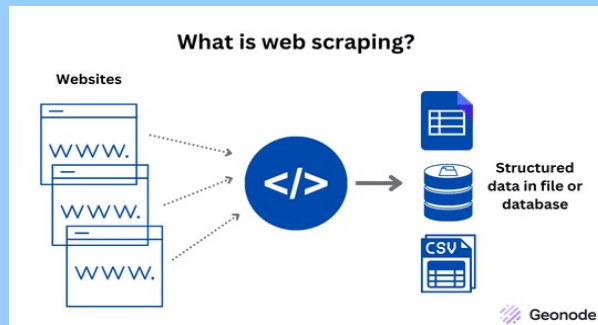 What is web scraping?
Websites
www.
www.
www.
</>
Structured
data in file or
database
CSV
Geonode